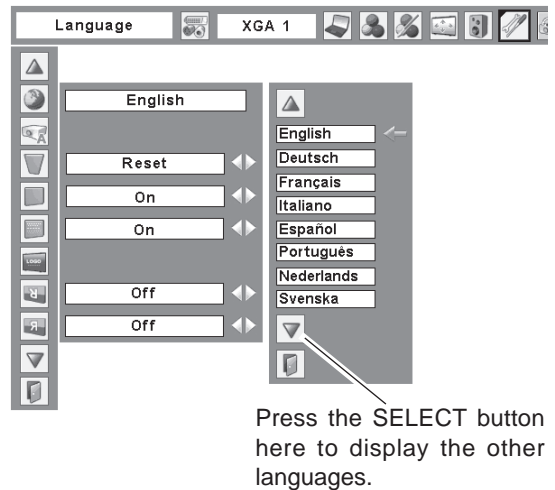 Language
XGA 1
English
Reset
On
On
Off
Off
English
Deutsch
Français
Italiano
Español
Português
Nederlands
Svenska
A
LOGO
R
R
Press the SELECT button
here to display the other
languages.